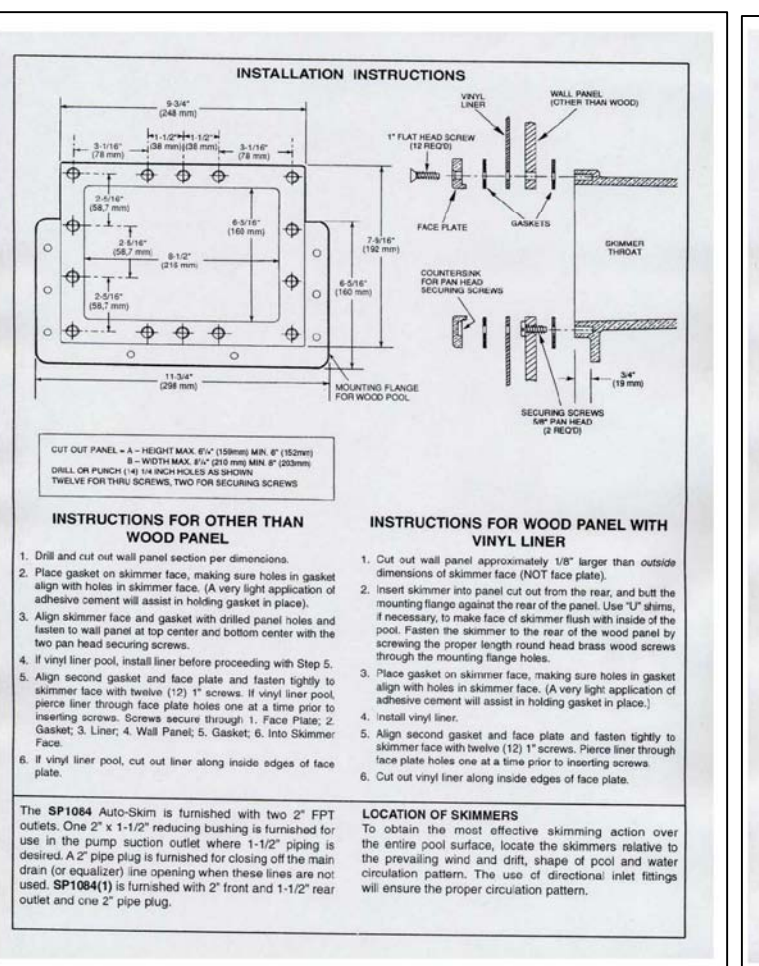 INSTALLATION INSTRUCTIONS
9-3/4"
(248 mm)
3-1/16"
(78 mm)
1-1/2"
(38 mm)
1-1/2"
(38 mm)
3-1/16"
(78 mm)
2-5/16"
(58,7 mm)
2-5/16"
(58,7 mm)
2-5/16"
(58,7 mm)
6-5/16"
(160 mm)
8-1/2"
(216 mm)
7-9/16"
(192 mm)
6-5/16"
(160 mm)
11-3/4"
(298 mm)
MOUNTING FLANGE
FOR WOOD POOL
VINYL
LINER
WALL PANEL
(OTHER THAN WOOD)
1" FLAT HEAD SCREW
(12 REQ'D)
FACE PLATE
GASKETS
SKIMMER
THROAT
COUNTERSINK
FOR PAN HEAD
SECURING SCREWS
3/4"
(19 mm)
SECURING SCREWS
5/8" PAN HEAD
(2 REQ'D)
CUT OUT PANEL = A – HEIGHT MAX. 6¼" (159mm) MIN. 6" (152mm)
B – WIDTH MAX. 8¼" (210 mm) MIN. 8" (203mm)
DRILL OR PUNCH (14) 1/4 INCH HOLES AS SHOWN
TWELVE FOR THRU SCREWS, TWO FOR SECURING SCREWS
INSTRUCTIONS FOR OTHER THAN
WOOD PANEL
1. Drill and cut out wall panel section per dimensions.
2. Place gasket on skimmer face, making sure holes in gasket
align with holes in skimmer face. (A very light application of
adhesive cement will assist in holding gasket in place).
3. Align skimmer face and gasket with drilled panel holes and
fasten to wall panel at top center and bottom center with the
two pan head securing screws.
4. If vinyl liner pool, install liner before proceeding with Step 5.
5. Align second gasket and face plate and fasten tightly to
skimmer face with twelve (12) 1" screws. If vinyl liner pool,
pierce liner through face plate holes one at a time prior to
inserting screws. Screws secure through 1. Face Plate; 2.
Gasket; 3. Liner; 4. Wall Panel; 5. Gasket; 6. Into Skimmer
Face.
6. If vinyl liner pool, cut out liner along inside edges of face
plate.
INSTRUCTIONS FOR WOOD PANEL WITH
VINYL LINER
1. Cut out wall panel approximately 1/8" larger than outside
dimensions of skimmer face (NOT face plate).
2. Insert skimmer into panel cut out from the rear, and butt the
mounting flange against the rear of the panel. Use "U" shims,
if necessary, to make face of skimmer flush with inside of the
pool. Fasten the skimmer to the rear of the wood panel by
screwing the proper length round head brass wood screws
through the mounting flange holes.
3. Place gasket on skimmer face, making sure holes in gasket
align with holes in skimmer face. (A very light application of
adhesive cement will assist in holding gasket in place.)
4. Install vinyl liner.
5. Align second gasket and face plate and fasten tightly to
skimmer face with twelve (12) 1" screws. Pierce liner through
face plate holes one at a time prior to inserting screws.
6. Cut out vinyl liner along inside edges of face plate.
The SP1084 Auto-Skim is furnished with two 2" FPT
outlets. One 2" x 1-1/2" reducing bushing is furnished for
use in the pump suction outlet where 1-1/2" piping is
desired. A 2" pipe plug is furnished for closing off the main
drain (or equalizer) line opening when these lines are not
used. SP1084(1) is furnished with 2" front and 1-1/2" rear
outlet and one 2" pipe plug.
LOCATION OF SKIMMERS
To obtain the most effective skimming action over
the entire pool surface, locate the skimmers relative to
the prevailing wind and drift, shape of pool and water
circulation pattern. The use of directional inlet fittings
will ensure the proper circulation pattern.